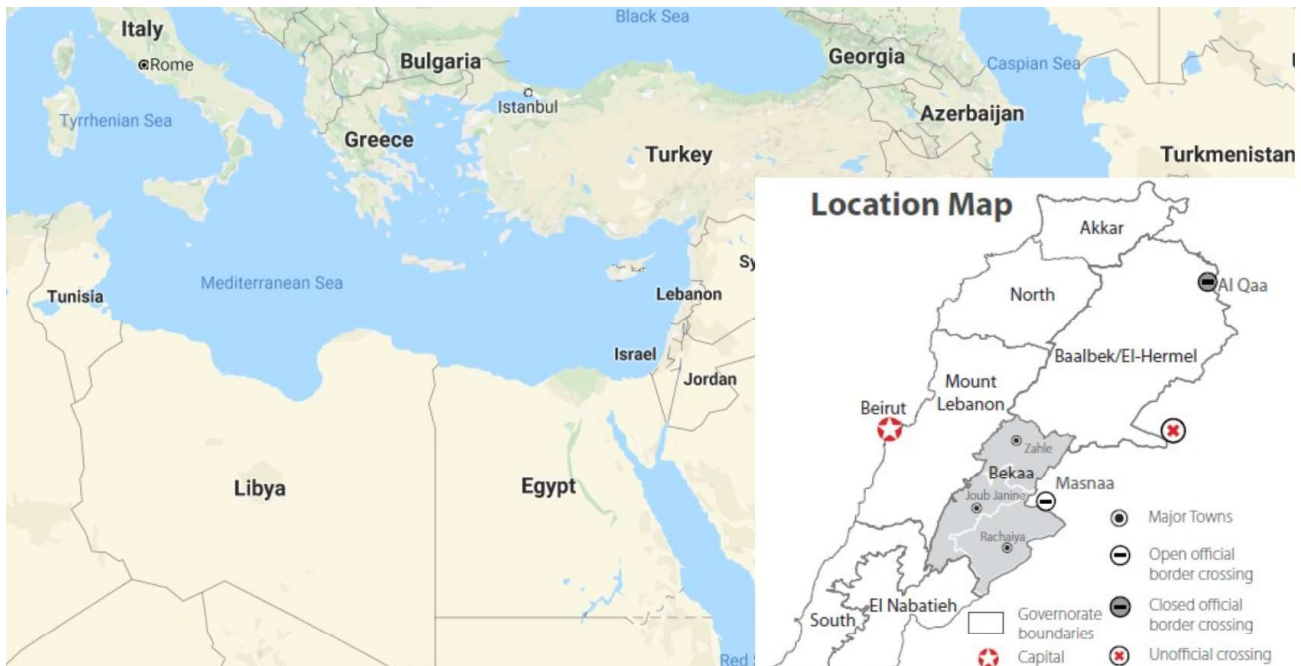 Black Sea
Italy
Rome
Bulgaria
Georgia
Caspian Sea
Istanbul
Tyrrhenian Sea
Greece
Azerbaijan
Turkey
Turkmenistan
Mediterranean Sea
Tunisia
Lebanon
Sy
Israel
Jordan
Libya
Egypt
Red S
Location Map
Akkar
Al Qaa
North
Baalbek/El-Hermel
Mount
Lebanon
Beirut
Zahle
Bekaa
Masnaa
Joub Janine
Rachaiya
South
El Nabatieh
Major Towns
Open official
border crossing
Governorate
boundaries
Closed official
border crossing
Capital
Unofficial crossing